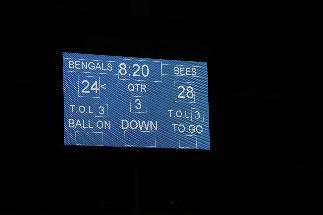 BENGALS 8:20 BEES
24< QTR 28
3
T.O.L 3 T.O.L 3
BALL ON DOWN TO GO